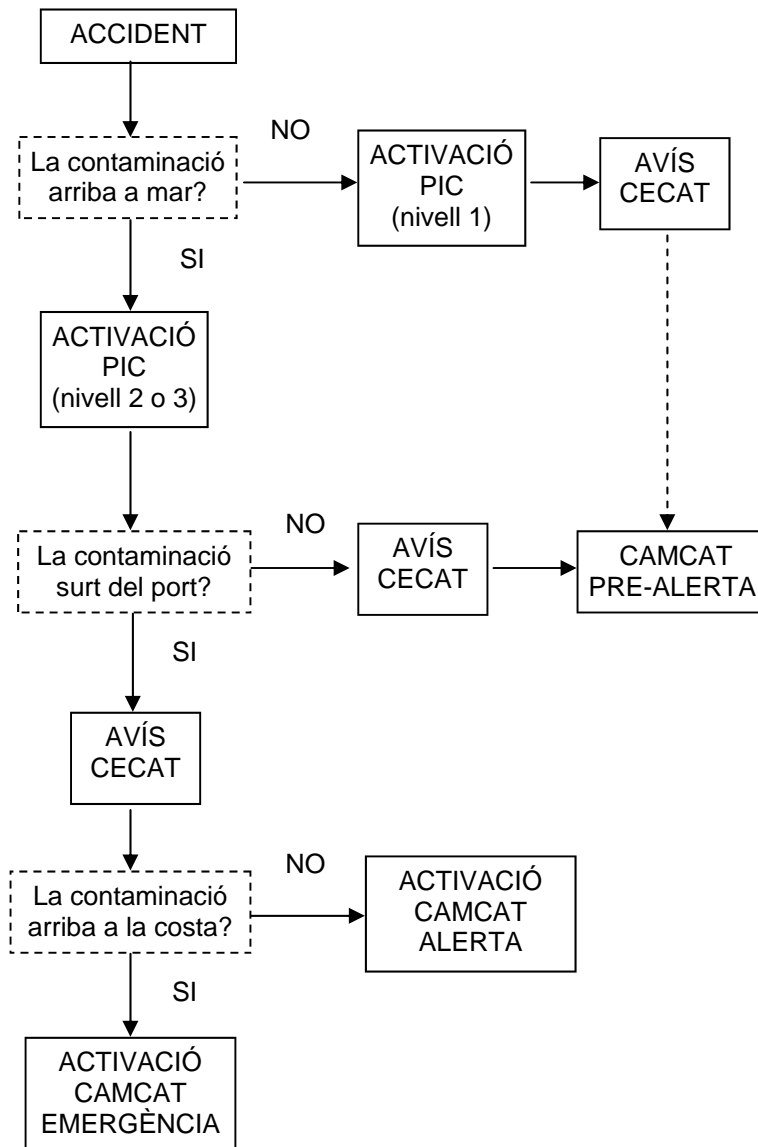 ACCIDENT
La contaminació
arriba a mar?
NO
ACTIVACIÓ
PIC
(nivell 1)
AVÍS
CECAT
SI
ACTIVACIÓ
PIC
(nivell 2 o 3)
La contaminació
surt del port?
NO
AVÍS
CECAT
CAMCAT
PRE-ALERTA
SI
AVÍS
CECAT
La contaminació
arriba a la costa?
NO
ACTIVACIÓ
CAMCAT
ALERTA
SI
ACTIVACIÓ
CAMCAT
EMERGÈNCIA